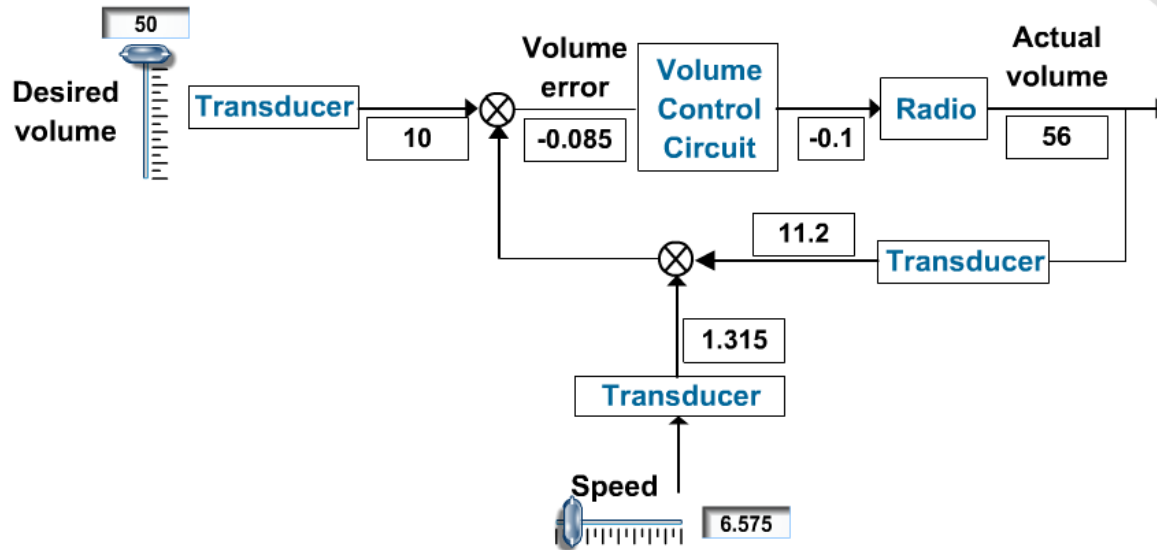 50
Desired
volume
Transducer
10
Volume
error
-0.085
Volume
Control
Circuit
-0.1
Radio
Actual
volume
56
11.2
Transducer
1.315
Transducer
Speed
6.575